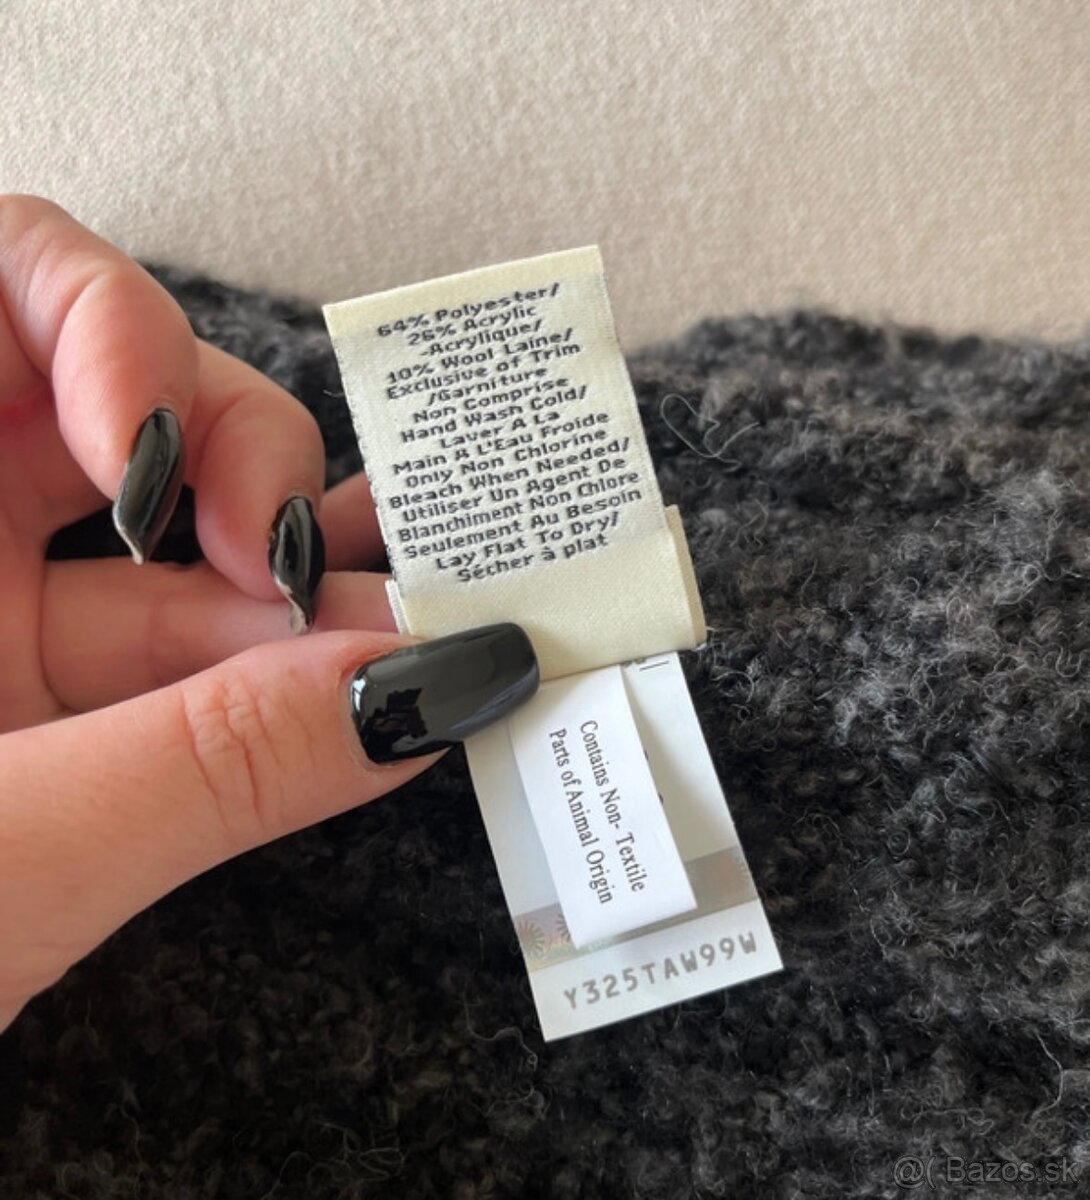 64% Polyester/
26% Acrylic
-Acrylique/
10% Wool Laine/
Exclusive of Trim
/Garniture
Non Comprise
Hand Wash Cold/
Laver A La
Main A L'Eau Froide
Only Non Chlorine
Bleach When Needed/
Utiliser Un Agent De
Blanchiment Non Chlore
Seulement Au Besoin
Lay Flat To Dry/
Sécher à plat
Contains Non- Textile
Parts of Animal Origin
Y325TAW99W
@( Bazos.sk